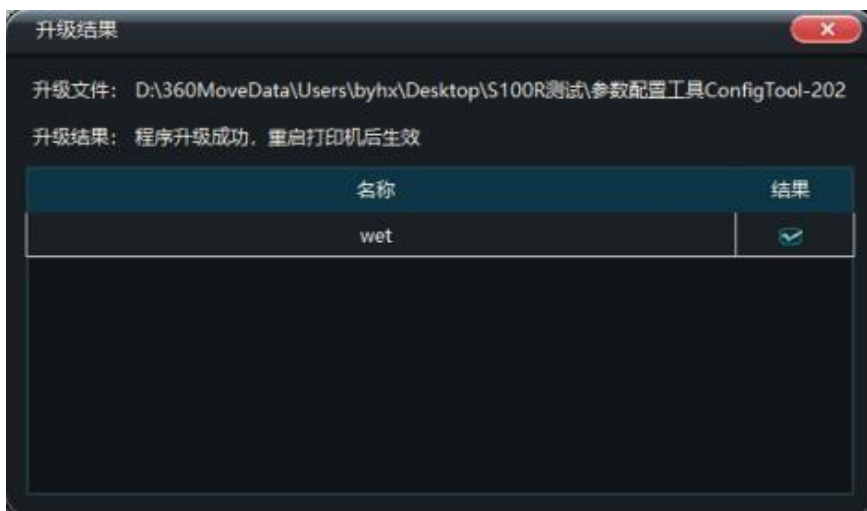 升级结果
升级文件: D:\360MoveData\Users\byhx\Desktop\S100R测试\参数配置工具ConfigTool-202
升级结果: 程序升级成功，重启打印机后生效
名称 结果
wet